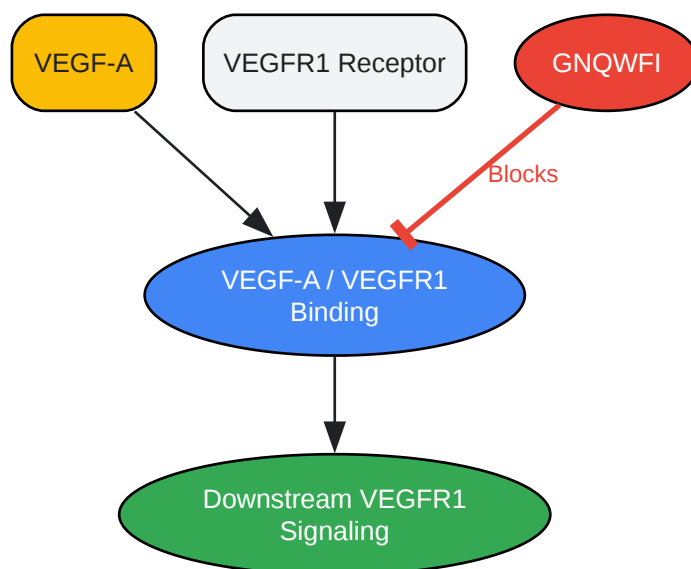 VEGF-A
VEGFR1 Receptor
GNQWFI
Blocks
VEGF-A / VEGFR1
Binding
Downstream VEGFR1
Signaling